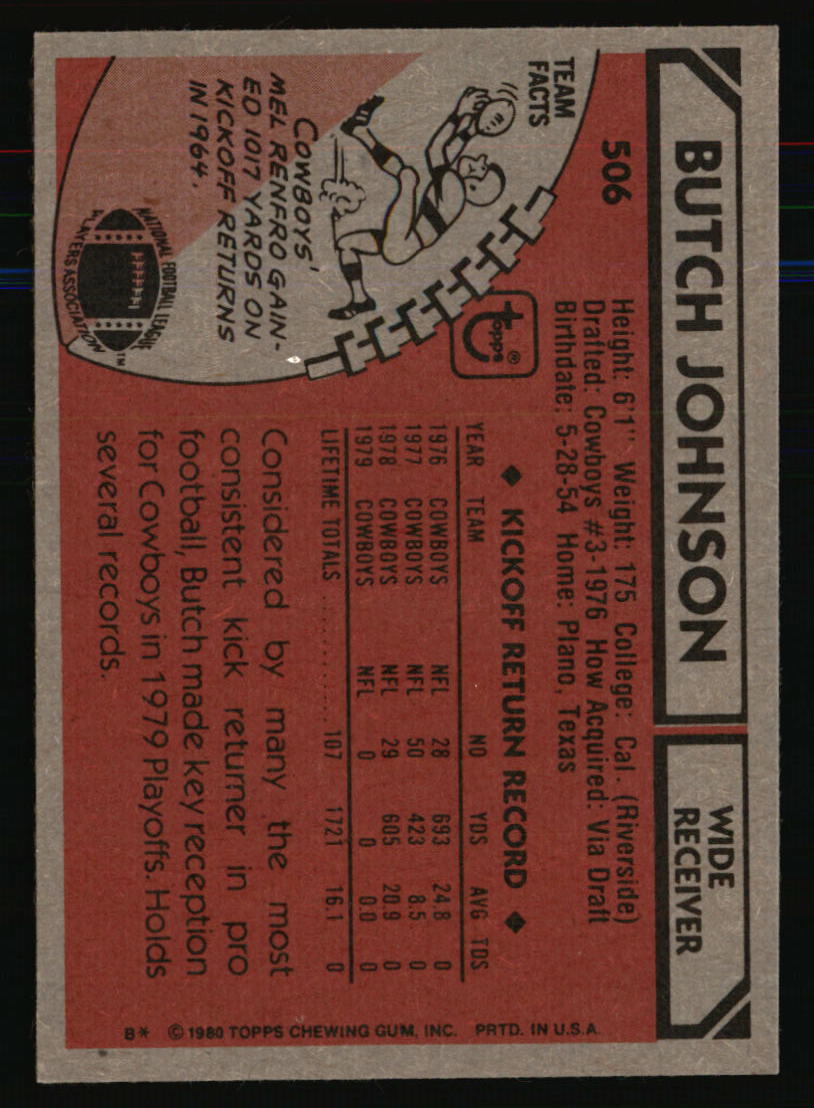 BUTCH JOHNSON
WIDE
RECEIVER
506
Height: 6'1" Weight: 175 College: Cal. (Riverside)
Drafted: Cowboys #3-1976 How Acquired: Via Draft
Birthdate: 5-28-54 Home: Plano, Texas
TEAM
FACTS
topps®
COWBOYS'
MEL RENFRO GAIN-
ED 1017 YARDS ON
KICKOFF RETURNS
IN 1964.
NATIONAL FOOTBALL LEAGUE
PLAYERS ASSOCIATION™
◆ KICKOFF RETURN RECORD ◆
YEAR TEAM NO YDS AVG TDS
1976 COWBOYS NFL 28 693 24.8 0
1977 COWBOYS NFL 50 423 8.5 0
1978 COWBOYS NFL 29 605 20.9 0
1979 COWBOYS NFL 0 0 0.0 0
LIFETIME TOTALS .......... 107 1721 16.1 0
Considered by many the most
consistent kick returner in pro
football, Butch made key reception
for Cowboys in 1979 Playoffs. Holds
several records.
B* © 1980 TOPPS CHEWING GUM, INC. PRTD. IN U.S.A.